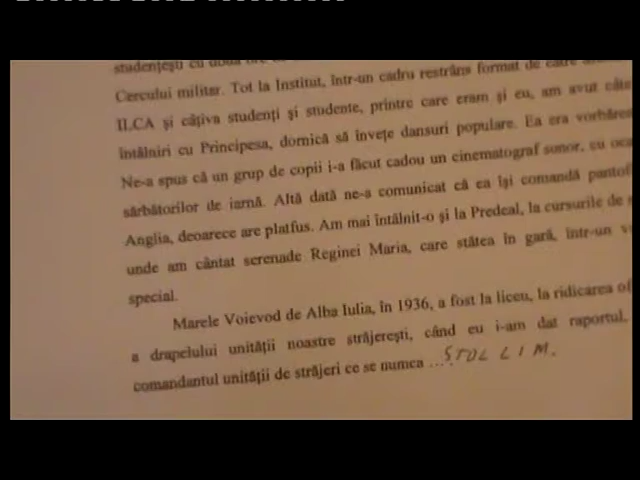 studențești cu două ore
Cercului militar. Tot la Institut, într-un cadru restrâns format de către
ILCA și câțiva studenți și studente, printre care eram și eu, am avut
întâlniri cu Principesa, dornică să învețe dansuri populare. Ea era
Ne-a spus că un grup de copii i-a făcut cadou un cinematograf sonor, cu
sărbătorilor de iarnă. Altă dată ne-a comunicat că ea își comandă
Anglia, deoarece are platfus. Am mai întâlnit-o și la Predeal, la cursurile de
unde am cântat serenade Reginei Maria, care stătea în gară, într-un
special.
Marele Voievod de Alba Iulia, în 1936, a fost la liceu, la ridicarea
a drapelului unității noastre străjerești, când eu i-am dat raportul,
comandantul unității de străjeri ce se numea .... STOLLIM.